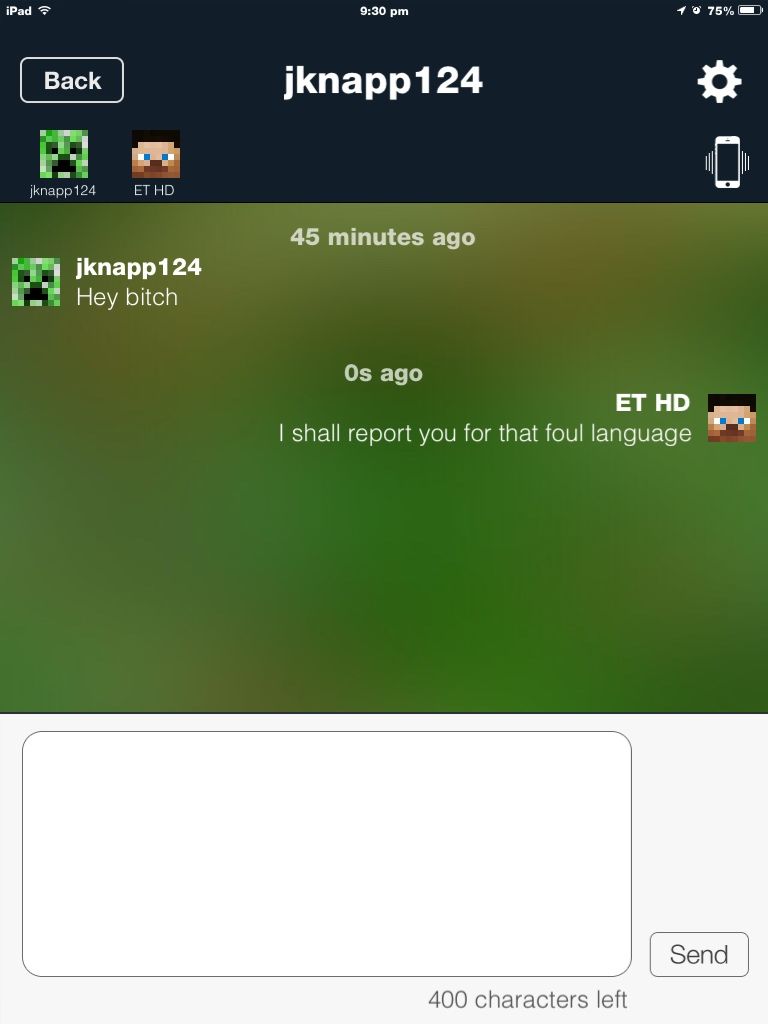 iPad
9:30 pm
75%
Back
jknapp124
jknapp124
ET HD
45 minutes ago
jknapp124
Hey bitch
0s ago
ET HD
I shall report you for that foul language
Send
400 characters left